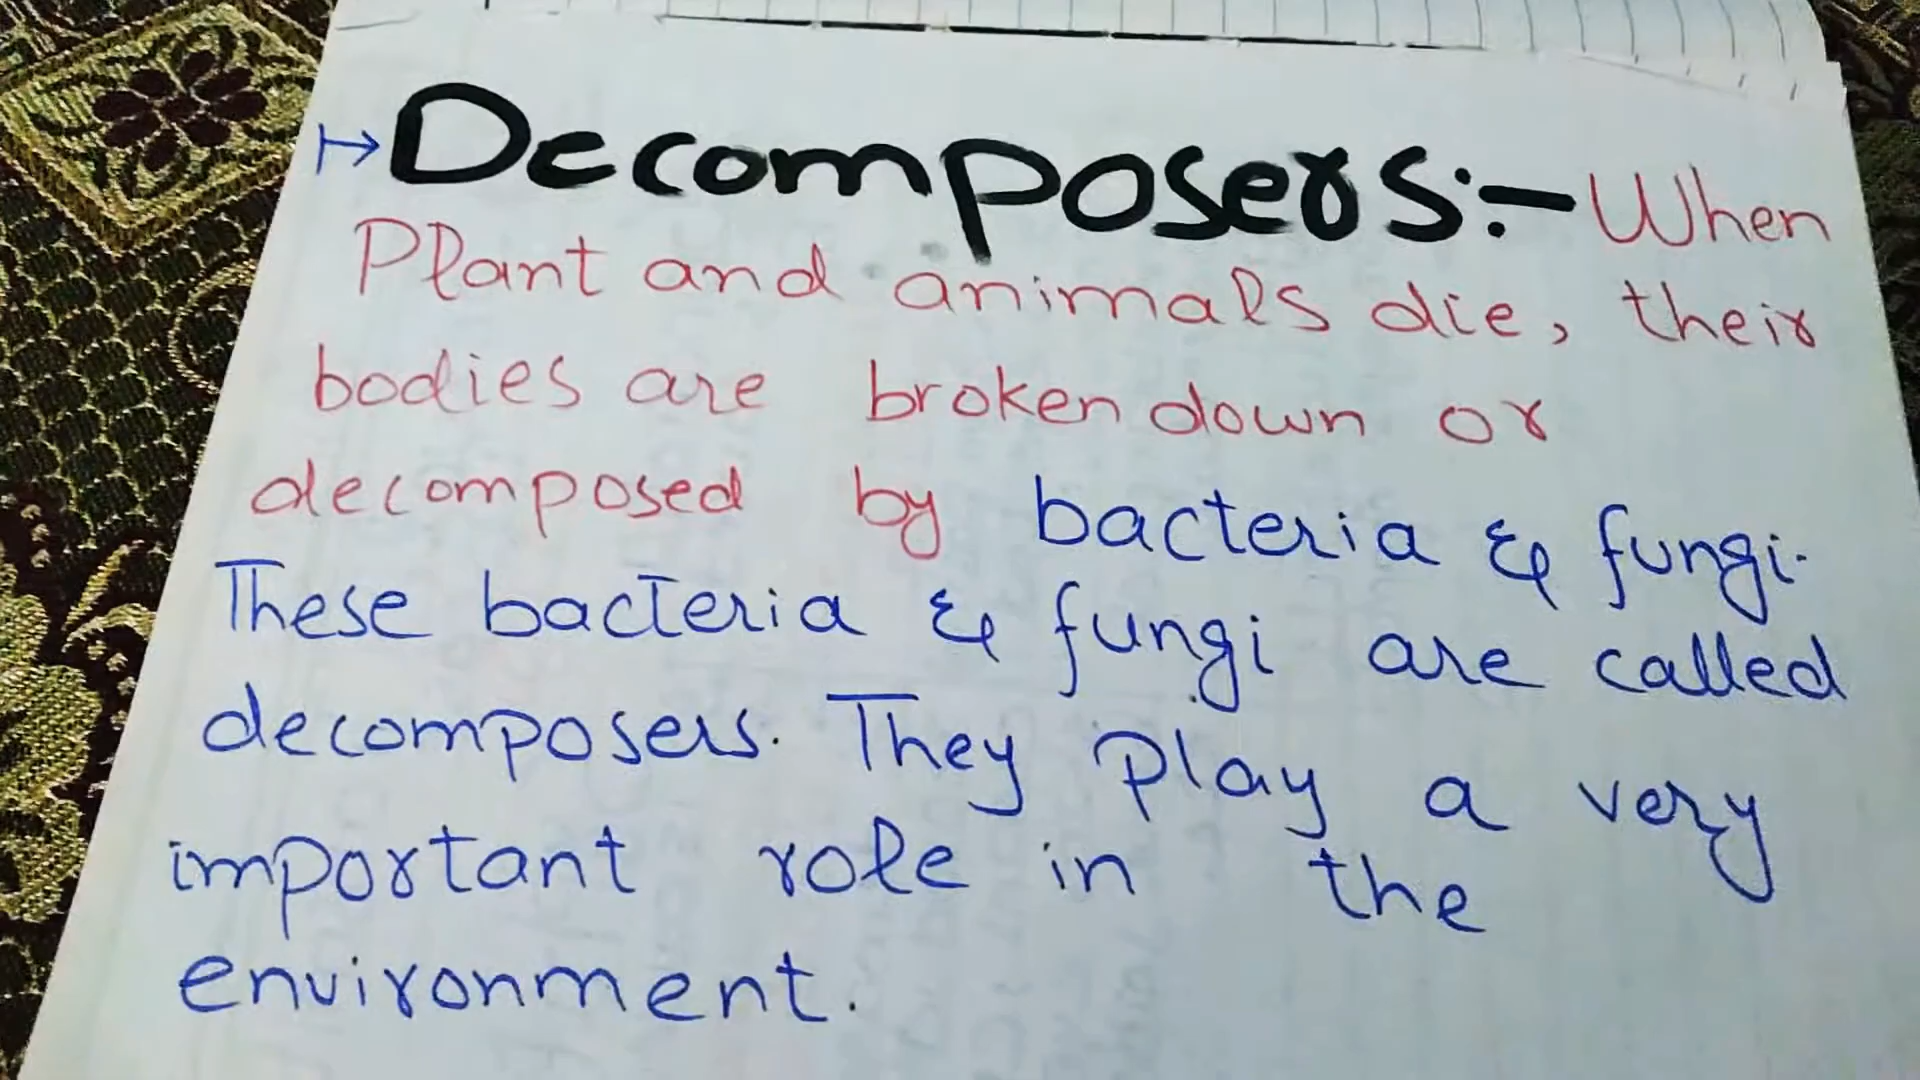 ↦ Decomposers:- When
Plant and animals die, their
bodies are broken down or
decomposed by bacteria & fungi.
These bacteria & fungi are called
decomposers. They play a very
important role in the
environment.